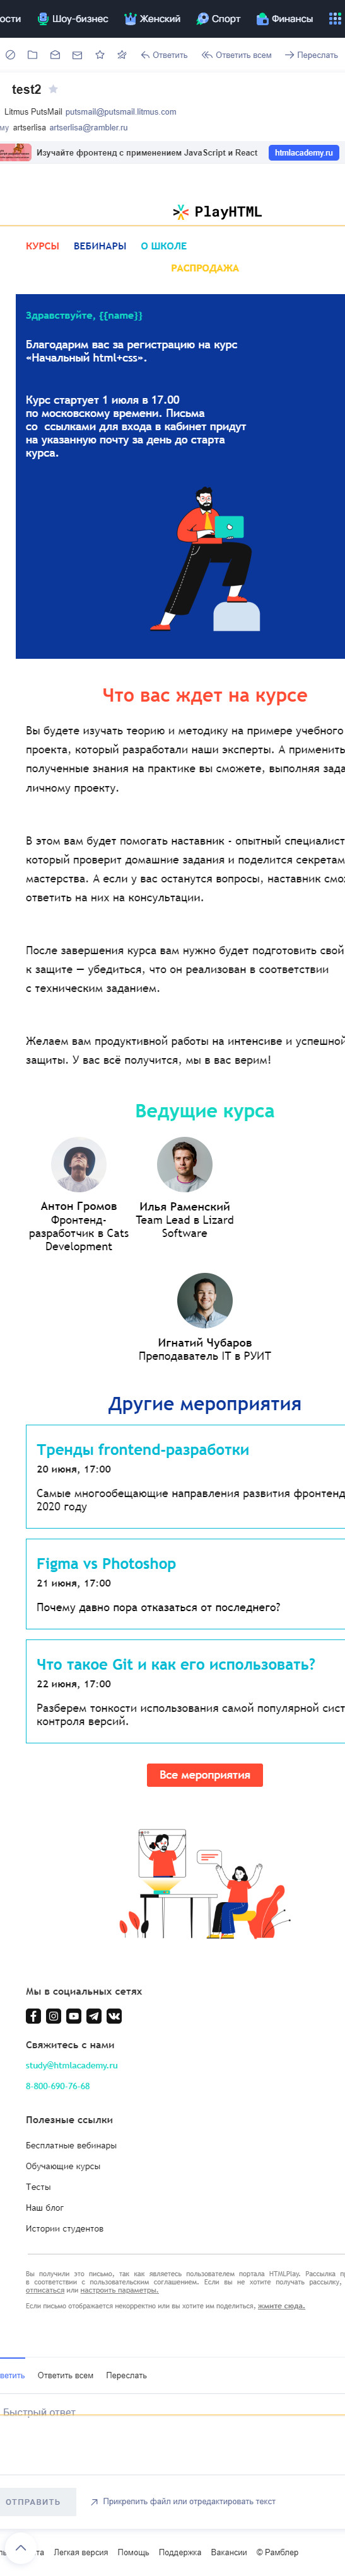 ости Шоу-бизнес Женский Спорт Финансы
Ответить Ответить всем Переслать
test2
Litmus PutsMail putsmail@putsmail.litmus.com
му artserlisa artserlisa@rambler.ru
Изучайте фронтенд с применением JavaScript и React htmlacademy.ru
PlayHTML
КУРСЫ ВЕБИНАРЫ О ШКОЛЕ
РАСПРОДАЖА
Здравствуйте, {{name}}
Благодарим вас за регистрацию на курс
«Начальный html+css».
Курс стартует 1 июля в 17.00
по московскому времени. Письма
со ссылками для входа в кабинет придут
на указанную почту за день до старта
курса.
Что вас ждет на курсе
Вы будете изучать теорию и методику на примере учебного
проекта, который разработали наши эксперты. А применить
полученные знания на практике вы сможете, выполняя зада
личному проекту.
В этом вам будет помогать наставник - опытный специалист
который проверит домашние задания и поделится секретам
мастерства. А если у вас останутся вопросы, наставник смо
ответить на них на консультации.
После завершения курса вам нужно будет подготовить свой
к защите — убедиться, что он реализован в соответствии
с техническим заданием.
Желаем вам продуктивной работы на интенсиве и успешной
защиты. У вас всё получится, мы в вас верим!
Ведущие курса
Антон Громов
Фронтенд-
разработчик в Cats
Development
Илья Раменский
Team Lead в Lizard
Software
Игнатий Чубаров
Преподаватель IT в РУИТ
Другие мероприятия
Тренды frontend-разработки
20 июня, 17:00
Самые многообещающие направления развития фронтенд
2020 году
Figma vs Photoshop
21 июня, 17:00
Почему давно пора отказаться от последнего?
Что такое Git и как его использовать?
22 июня, 17:00
Разберем тонкости использования самой популярной сист
контроля версий.
Все мероприятия
Мы в социальных сетях
Свяжитесь с нами
study@htmlacademy.ru
8-800-690-76-68
Полезные ссылки
Бесплатные вебинары
Обучающие курсы
Тесты
Наш блог
Истории студентов
Вы получили это письмо, так как являетесь пользователем портала HTMLPlay. Рассылка пр
в соответствии с пользовательским соглашением. Если вы не хотите получать рассылку,
отписаться или настроить параметры.
Если письмо отображается некорректно или вы хотите им поделиться, жмите сюда.
ветить Ответить всем Переслать
Быстрый ответ
ОТПРАВИТЬ Прикрепить файл или отредактировать текст
та Легкая версия Помощь Поддержка Вакансии © Рамблер